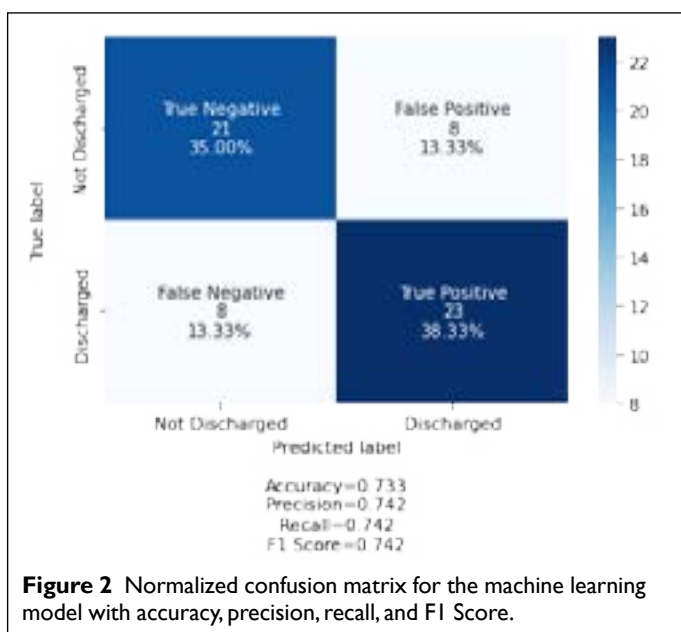 Not Discharged
True Negative
21
35.00%
False Positive
8
13.33%
True label
Discharged
False Negative
8
13.33%
True Positive
23
38.33%
22
20
18
16
14
12
10
8
Not Discharged
Discharged
Predicted label
Accuracy=0.733
Precision=0.742
Recall=0.742
F1 Score=0.742
Figure 2 Normalized confusion matrix for the machine learning
model with accuracy, precision, recall, and F1 Score.